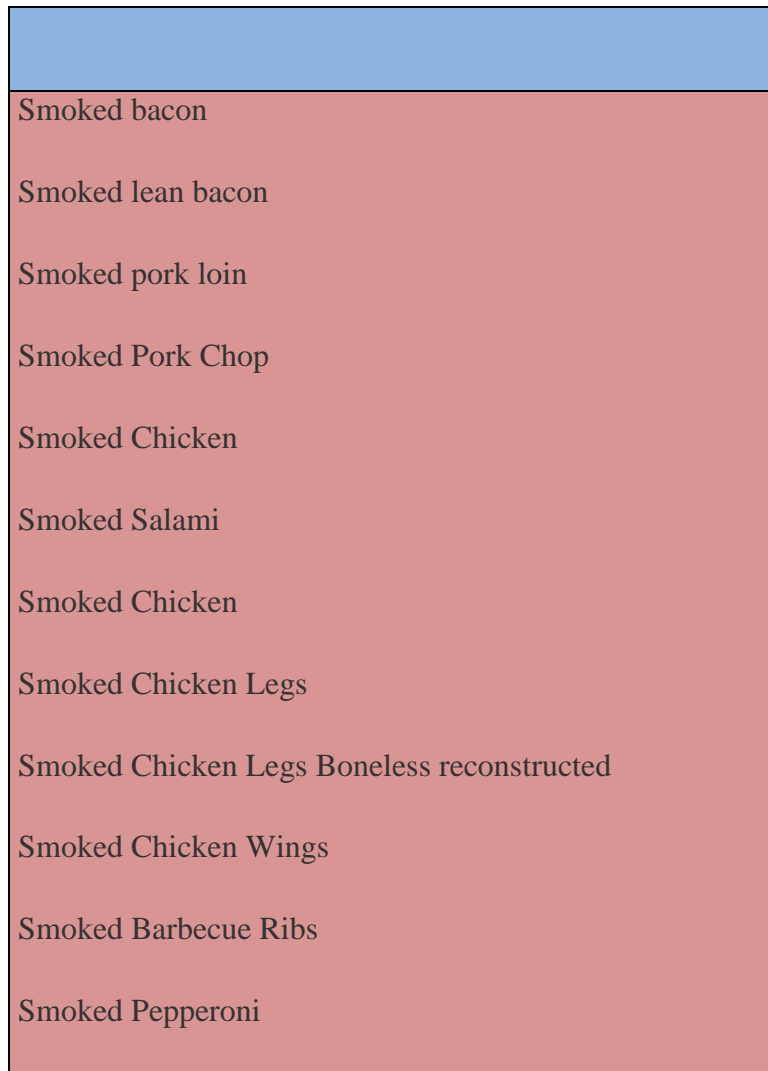 Smoked bacon
Smoked lean bacon
Smoked pork loin
Smoked Pork Chop
Smoked Chicken
Smoked Salami
Smoked Chicken
Smoked Chicken Legs
Smoked Chicken Legs Boneless reconstructed
Smoked Chicken Wings
Smoked Barbecue Ribs
Smoked Pepperoni